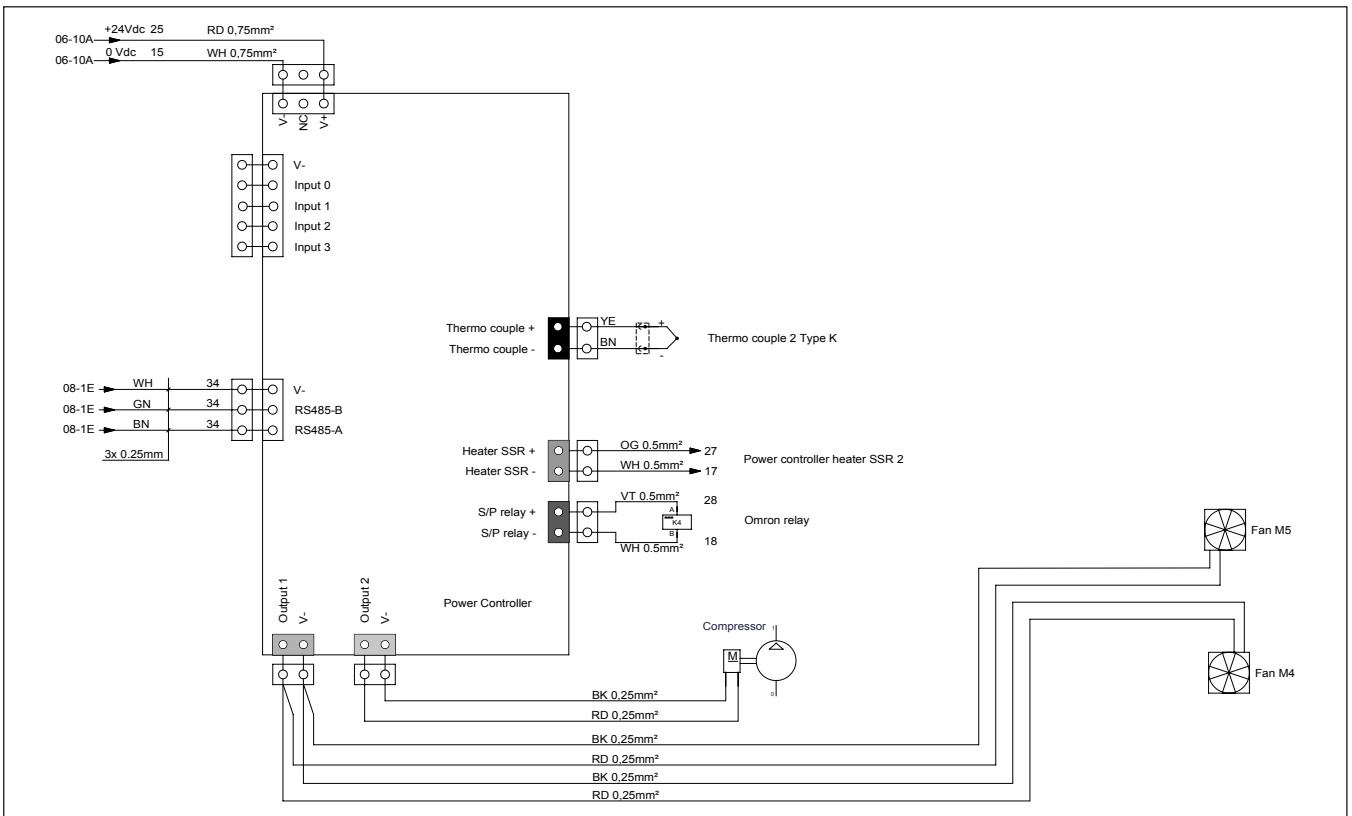 +24Vdc 25 RD 0,75mm²
06-10A
0 Vdc 15 WH 0,75mm²
06-10A
V-
NC
V+
V-
Input 0
Input 1
Input 2
Input 3
Thermo couple +
Thermo couple -
YE
BN
+
-
Thermo couple 2 Type K
08-1E WH 34 V-
08-1E GN 34 RS485-B
08-1E BN 34 RS485-A
3x 0.25mm
Heater SSR +
Heater SSR -
OG 0.5mm² 27
WH 0.5mm² 17
Power controller heater SSR 2
S/P relay +
S/P relay -
VT 0.5mm² 28
A
K4
B
WH 0.5mm² 18
Omron relay
Output 1
V-
Output 2
V-
Power Controller
Compressor
1
M
0
Fan M5
Fan M4
BK 0,25mm²
RD 0,25mm²
BK 0,25mm²
RD 0,25mm²
BK 0,25mm²
RD 0,25mm²